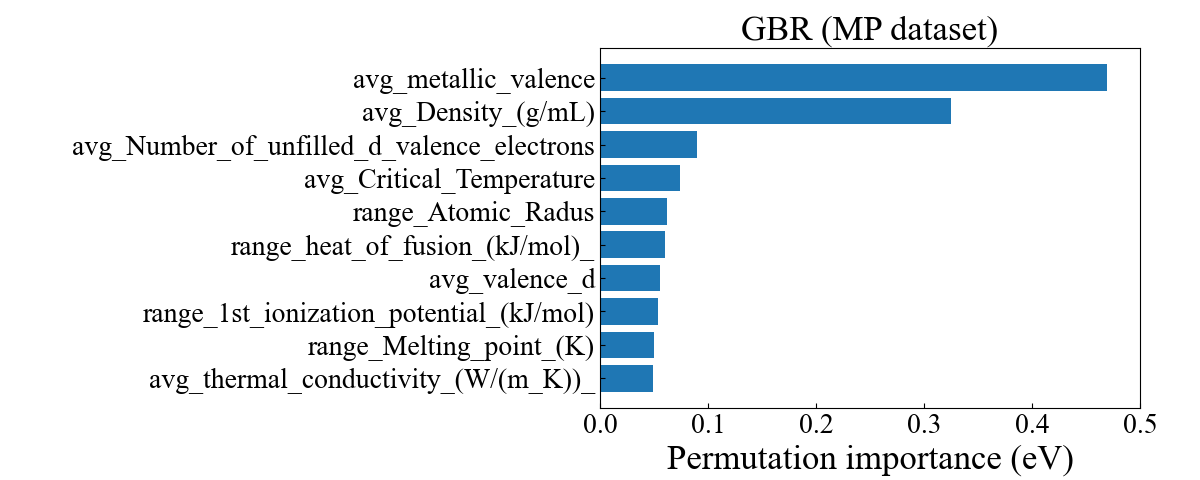 GBR (MP dataset)
avg_metallic_valence
avg_Density_(g/mL)
avg_Number_of_unfilled_d_valence_electrons
avg_Critical_Temperature
range_Atomic_Radus
range_heat_of_fusion_(kJ/mol)_
avg_valence_d
range_1st_ionization_potential_(kJ/mol)
range_Melting_point_(K)
avg_thermal_conductivity_(W/(m_K))_
0.0 0.1 0.2 0.3 0.4 0.5
Permutation importance (eV)